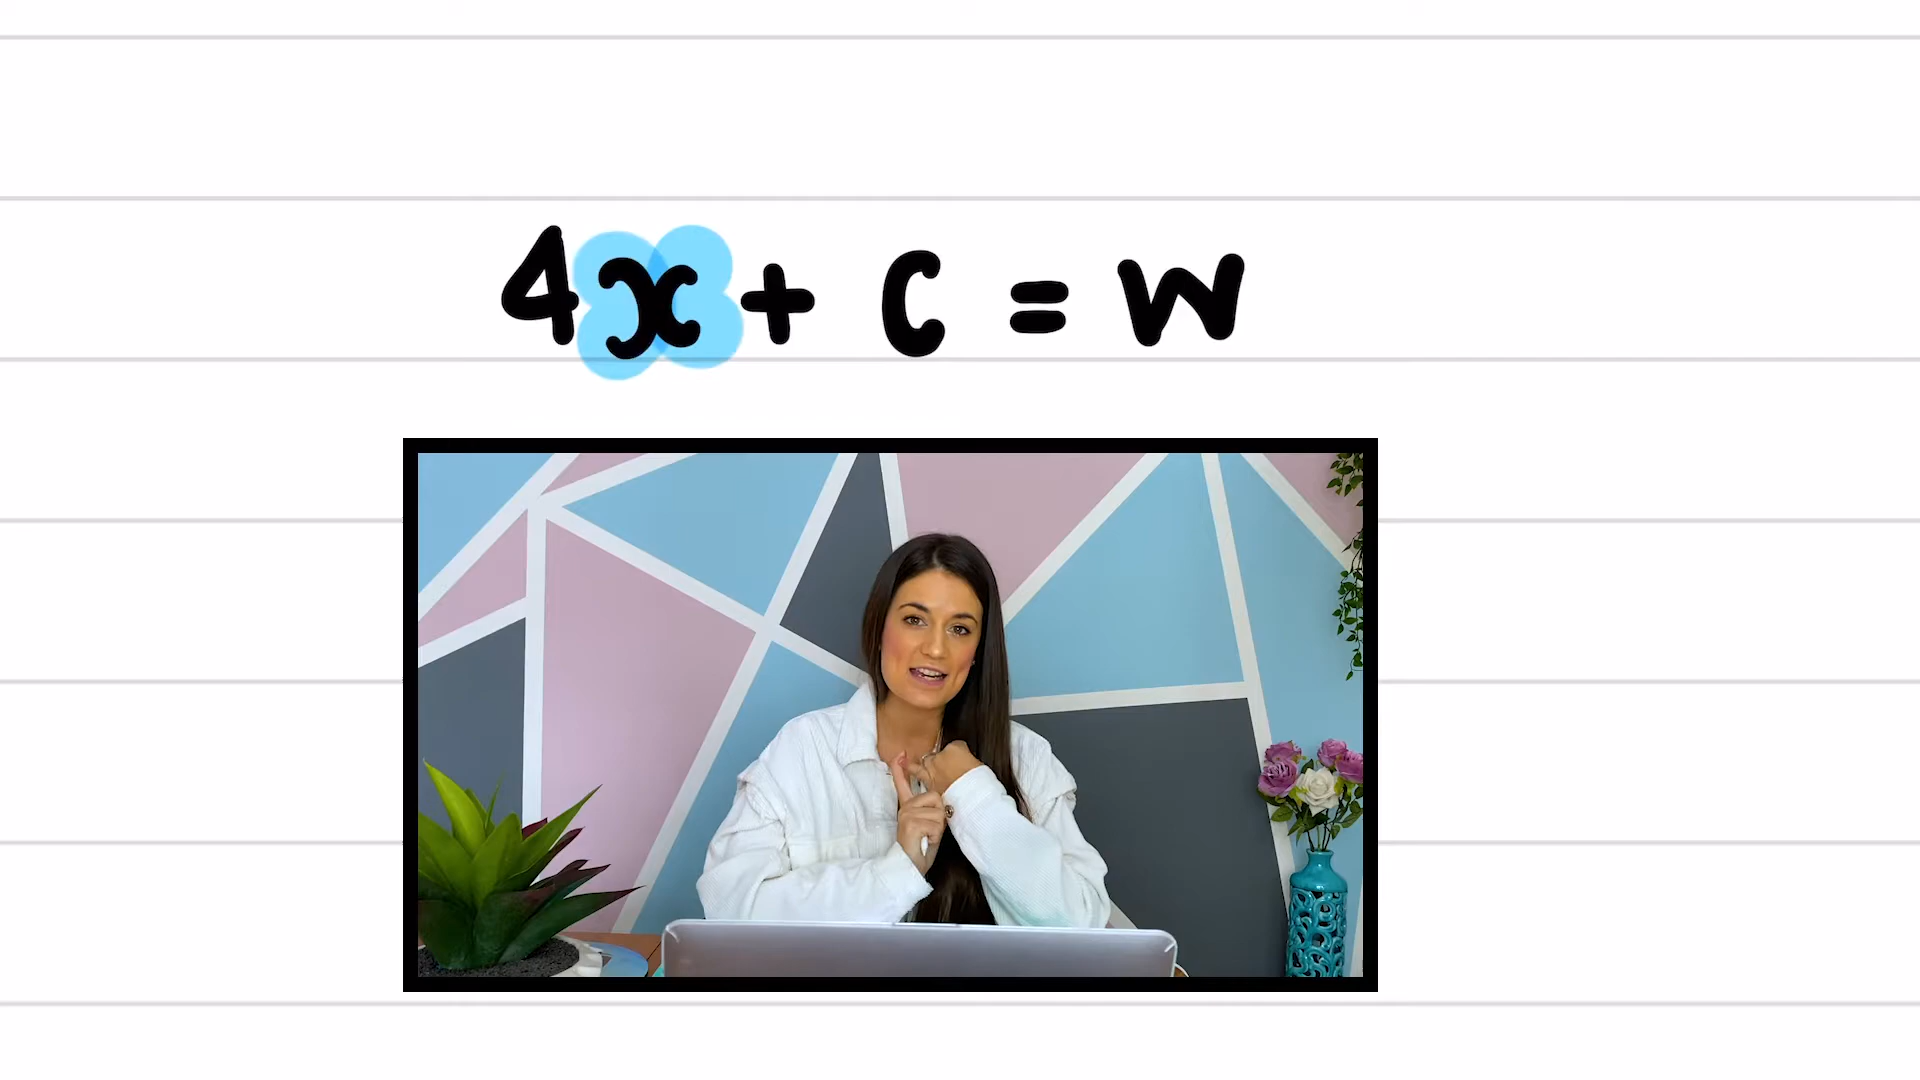 4x + c = w